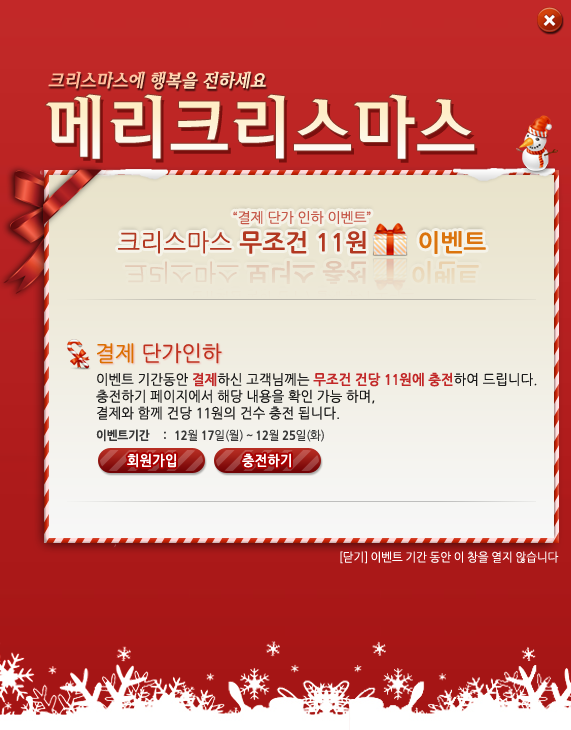 크리스마스에 행복을 전하세요
메리크리스마스
“결제 단가 인하 이벤트”
크리스마스 무조건 11원 이벤트
결제 단가인하
이벤트 기간동안 결제하신 고객님께는 무조건 건당 11원에 충전하여 드립니다.
충전하기 페이지에서 해당 내용을 확인 가능 하며,
결제와 함께 건당 11원의 건수 충전 됩니다.
이벤트기간 : 12월 17일(월) ~ 12월 25일(화)
회원가입 충전하기
[닫기] 이벤트 기간 동안 이 창을 열지 않습니다